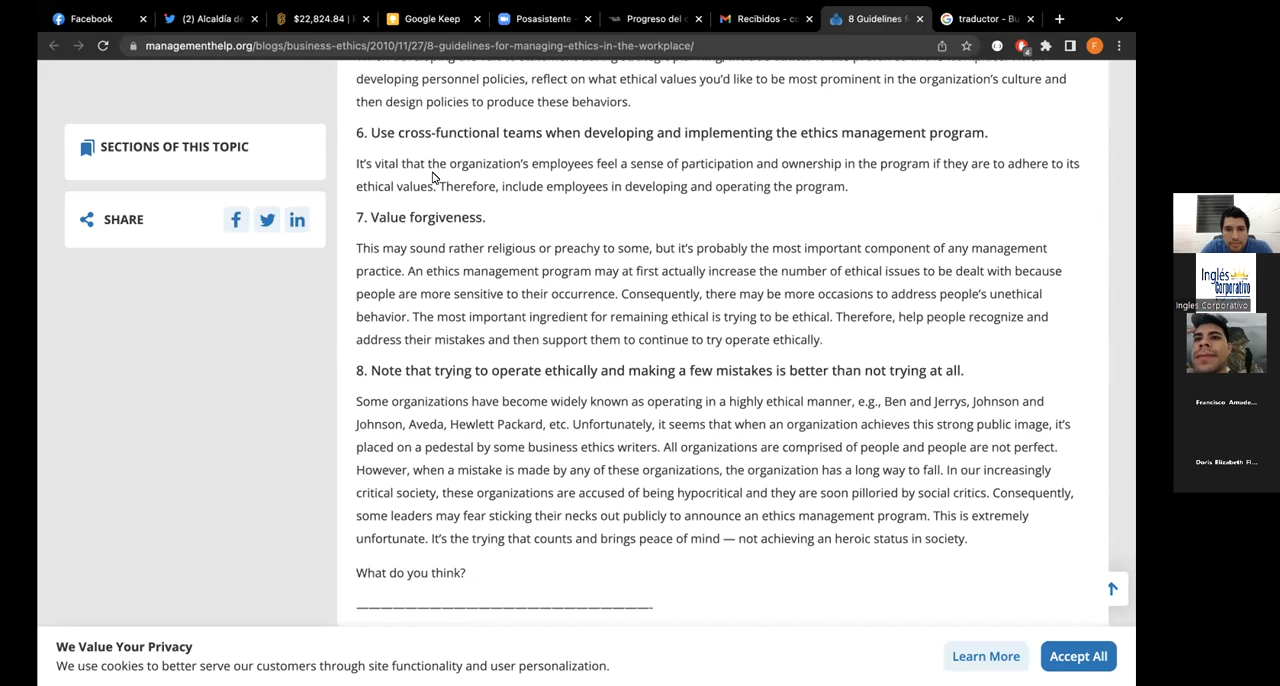 Facebook
(2) Alcaldía d
$22,824.84 |
Google Keep
Posasistente -
Progreso del c
Recibidos - ce
8 Guidelines f
traductor - Bu
managementhelp.org/blogs/business-ethics/2010/11/27/8-guidelines-for-managing-ethics-in-the-workplace/
4
F
developing personnel policies, reflect on what ethical values you'd like to be most prominent in the organization's culture and
then design policies to produce these behaviors.
SECTIONS OF THIS TOPIC
SHARE
6. Use cross-functional teams when developing and implementing the ethics management program.
It's vital that the organization's employees feel a sense of participation and ownership in the program if they are to adhere to its
ethical values. Therefore, include employees in developing and operating the program.
7. Value forgiveness.
This may sound rather religious or preachy to some, but it's probably the most important component of any management
practice. An ethics management program may at first actually increase the number of ethical issues to be dealt with because
people are more sensitive to their occurrence. Consequently, there may be more occasions to address people's unethical
behavior. The most important ingredient for remaining ethical is trying to be ethical. Therefore, help people recognize and
address their mistakes and then support them to continue to try operate ethically.
8. Note that trying to operate ethically and making a few mistakes is better than not trying at all.
Some organizations have become widely known as operating in a highly ethical manner, e.g., Ben and Jerrys, Johnson and
Johnson, Aveda, Hewlett Packard, etc. Unfortunately, it seems that when an organization achieves this strong public image, it's
placed on a pedestal by some business ethics writers. All organizations are comprised of people and people are not perfect.
However, when a mistake is made by any of these organizations, the organization has a long way to fall. In our increasingly
critical society, these organizations are accused of being hypocritical and they are soon pilloried by social critics. Consequently,
some leaders may fear sticking their necks out publicly to announce an ethics management program. This is extremely
unfortunate. It's the trying that counts and brings peace of mind — not achieving an heroic status in society.
What do you think?
————————————————————————-
We Value Your Privacy
We use cookies to better serve our customers through site functionality and user personalization.
Learn More
Accept All
Inglés
Corporativo
Ingles Corporativo
Francisco Amade...
Doris Elizabeth Fl...